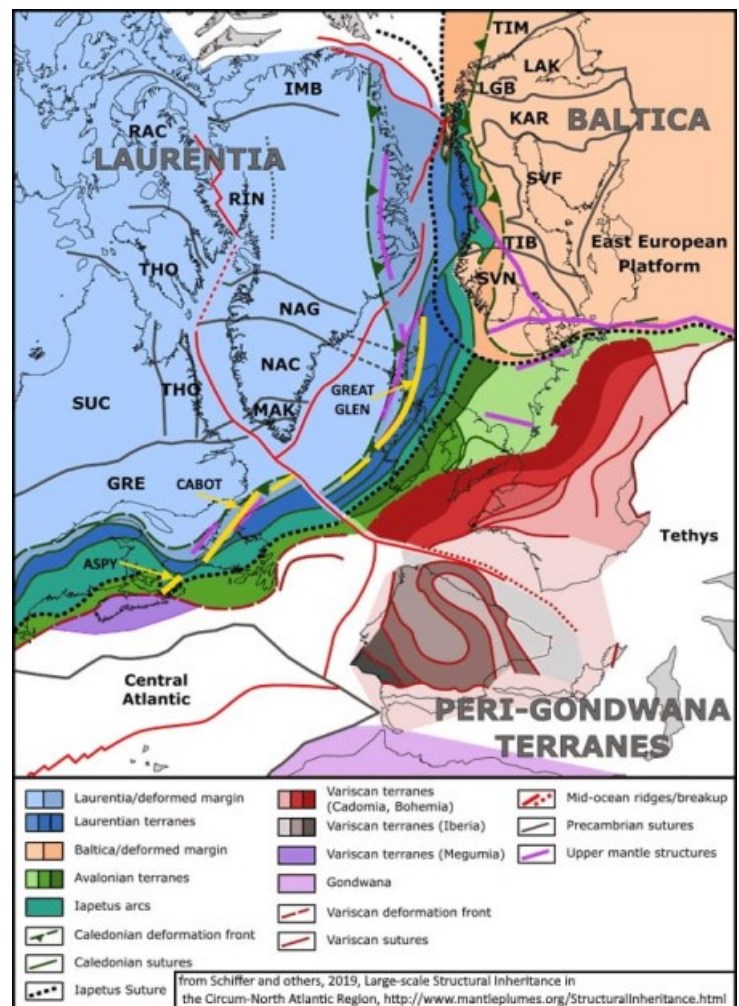 TIM
LAK
IMB
LGB
KAR
BALTICA
RAC
LAURENTIA
SVF
RIN
TIB
East European
Platform
THO
SVN
NAG
NAC
GREAT
GLEN
THO
SUC
MAK
GRE
CABOT
Tethys
ASPY
Central
Atlantic
PERI-GONDWANA
TERRANES
Laurentia/deformed margin
Laurentian terranes
Baltica/deformed margin
Avalonian terranes
Iapetus arcs
Caledonian deformation front
Caledonian sutures
Iapetus Suture
Variscan terranes
(Cadomia, Bohemia)
Variscan terranes (Iberia)
Variscan terranes (Megumia)
Gondwana
Variscan deformation front
Variscan sutures
Mid-ocean ridges/breakup
Precambrian sutures
Upper mantle structures
from Schiffer and others, 2019, Large-scale Structural Inheritance in
the Circum-North Atlantic Region, http://www.mantleplumes.org/StructuralInheritance.html